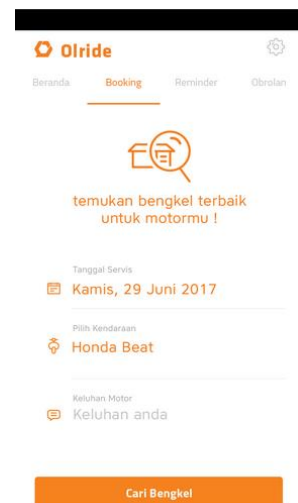 Olride
Beranda Booking Reminder Obrolan
temukan bengkel terbaik
untuk motormu !
Tanggal Servis
Kamis, 29 Juni 2017
Pilih Kendaraan
Honda Beat
Keluhan Motor
Keluhan anda
Cari Bengkel